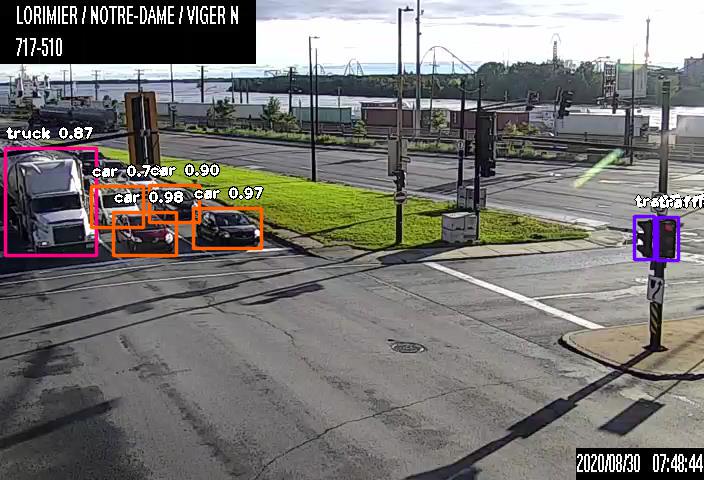 LORIMIER / NOTRE-DAME / VIGER N
717-510
truck 0.87
car 0.7
car 0.90
car 0.98
car 0.97
2020/08/30 07:48:44